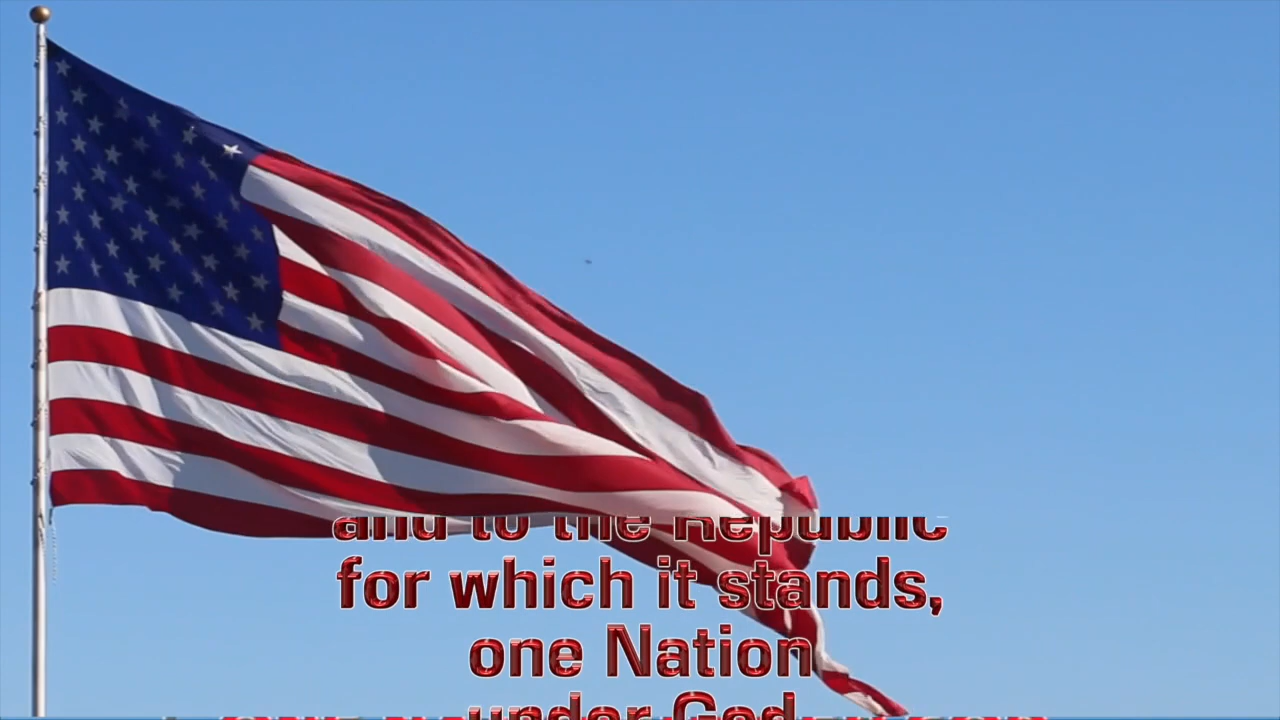 and to the Republic
for which it stands,
one Nation
under God